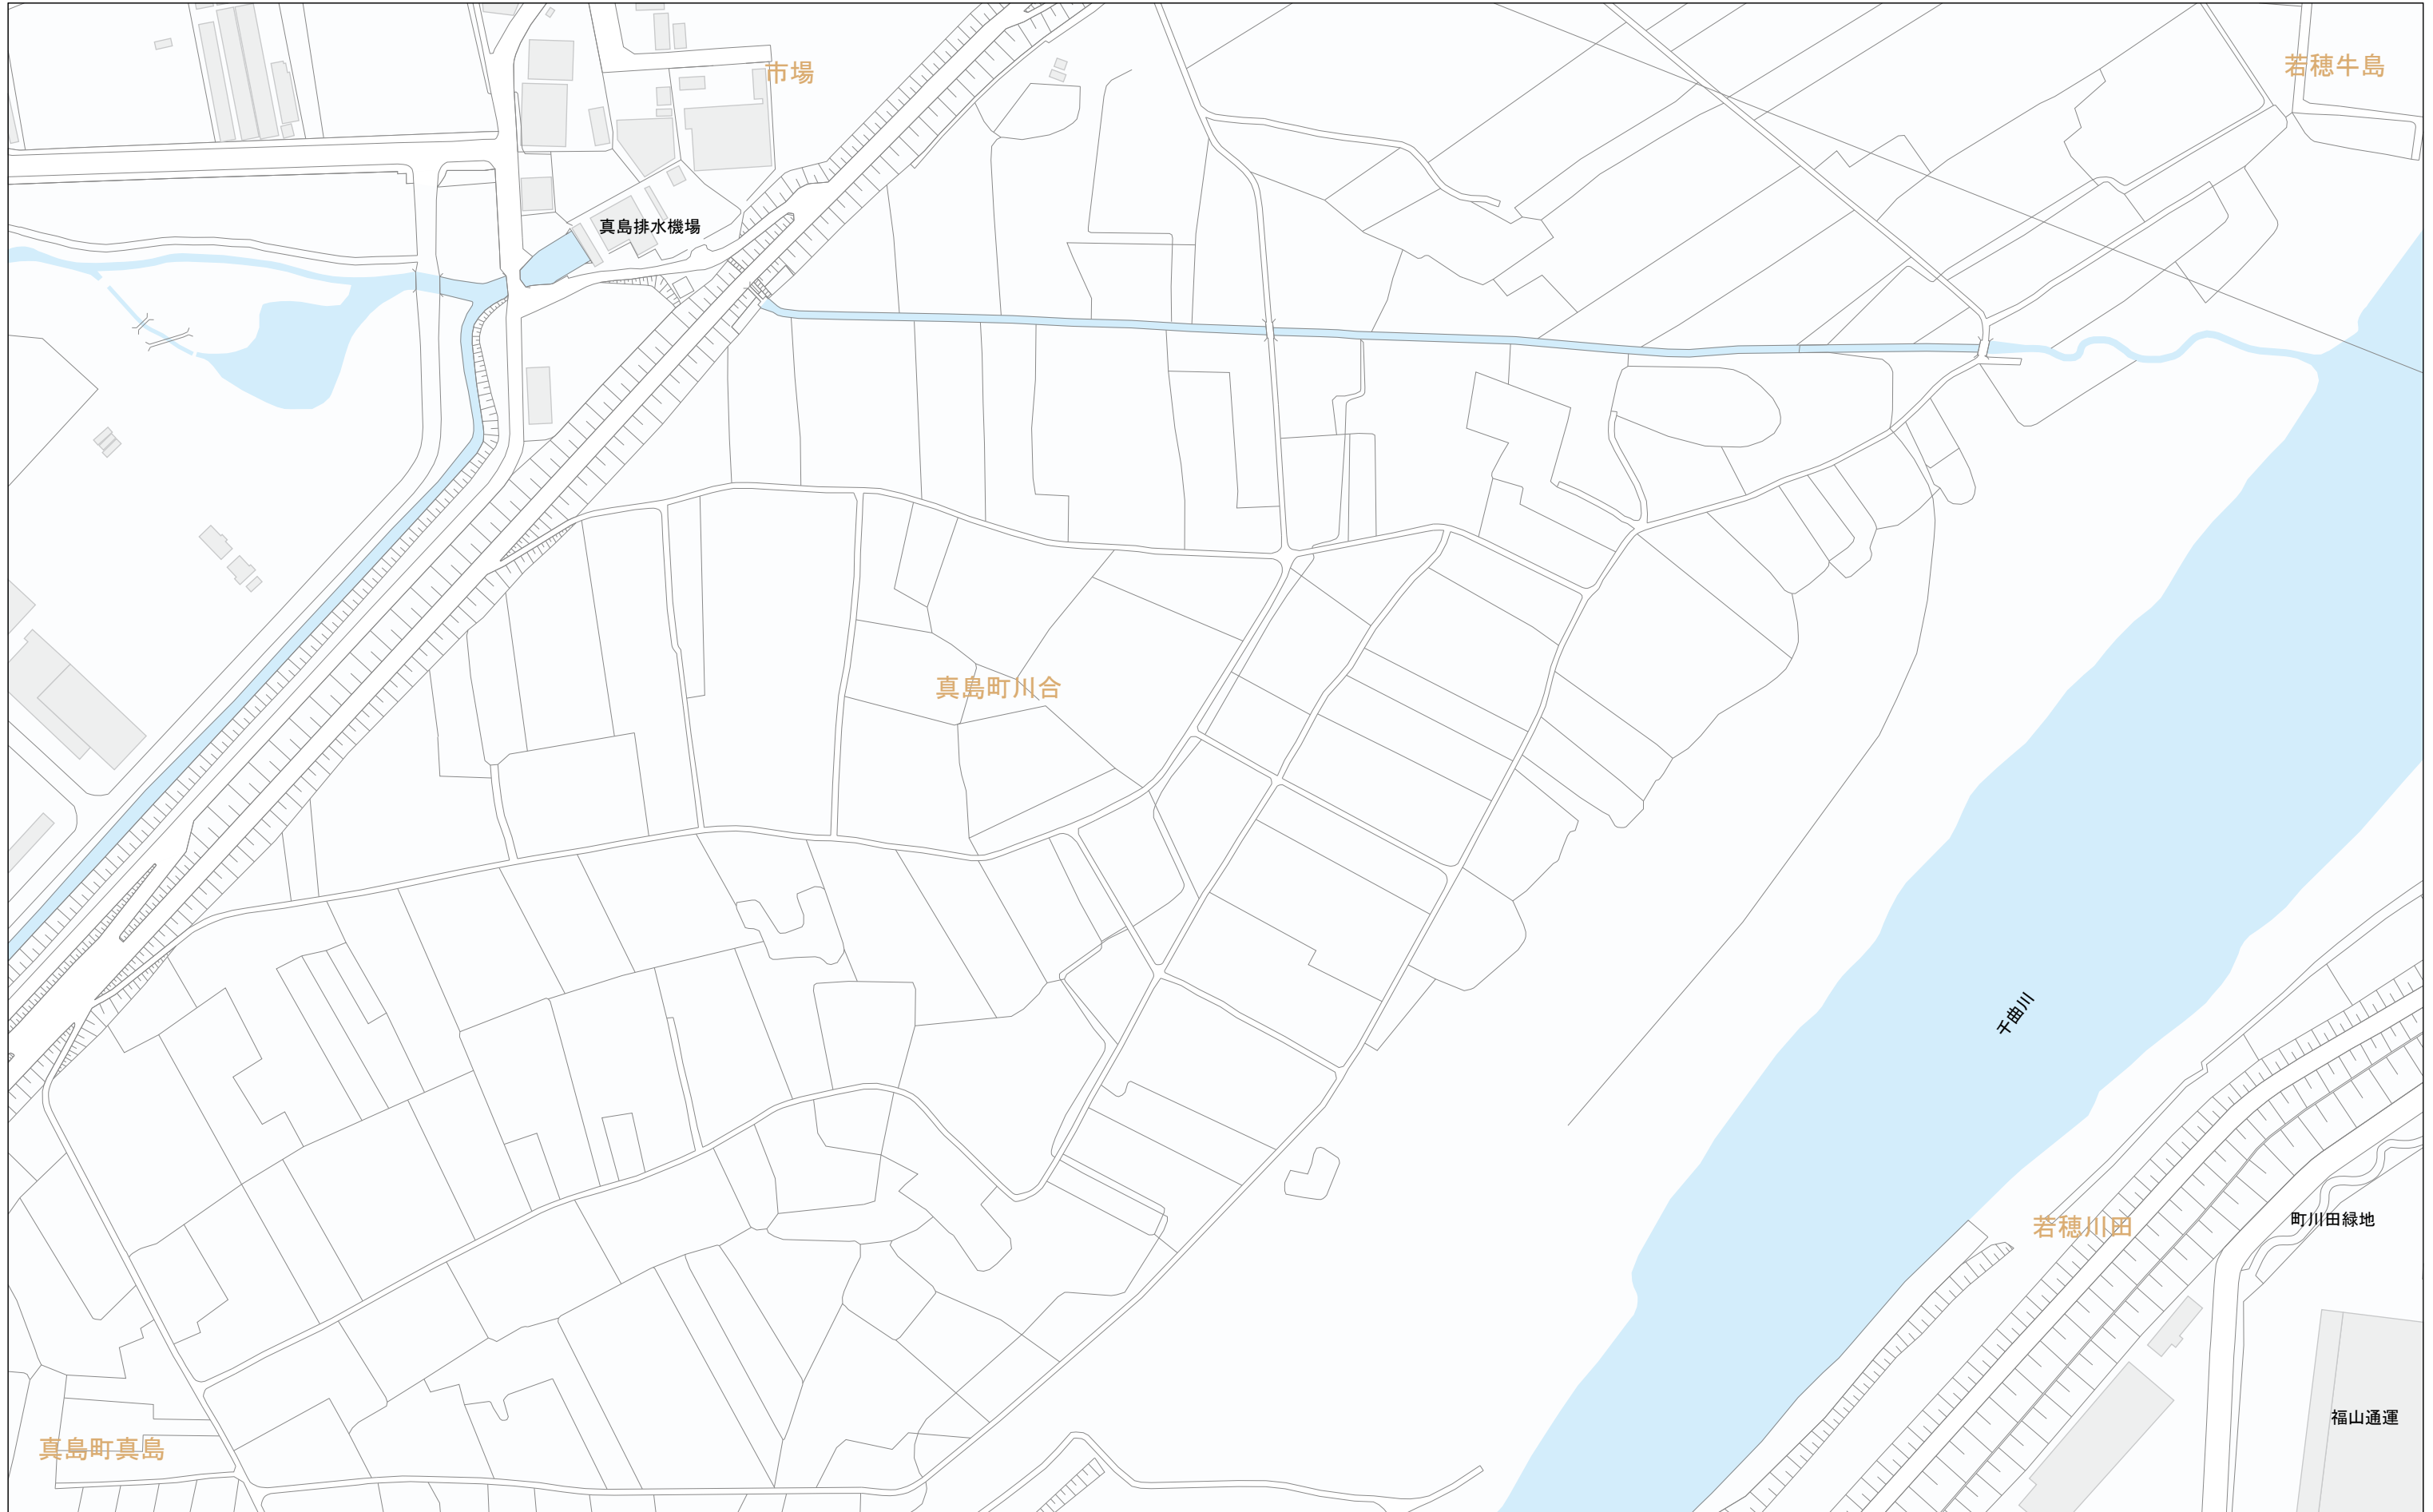 若穂牛島
市場
真島排水機場
真島町川合
千曲川
町川田緑地
若穂川田
福山通運
真島町真島